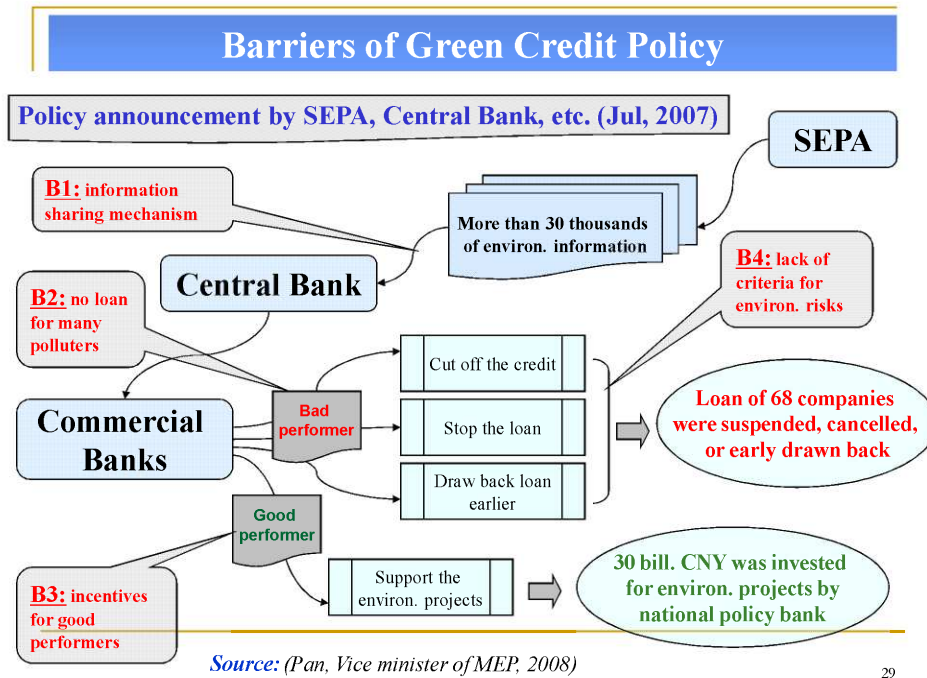 Barriers of Green Credit Policy
Policy announcement by SEPA, Central Bank, etc. (Jul, 2007)
SEPA
B1: information
sharing mechanism
More than 30 thousands
of environ. information
B4: lack of
criteria for
environ. risks
Central Bank
B2: no loan
for many
polluters
Cut off the credit
Bad
performer
Stop the loan
Loan of 68 companies
were suspended, cancelled,
or early drawn back
Commercial
Banks
Draw back loan
earlier
Good
performer
30 bill. CNY was invested
for environ. projects by
national policy bank
Support the
environ. projects
B3: incentives
for good
performers
Source: (Pan, Vice minister of MEP, 2008)
29